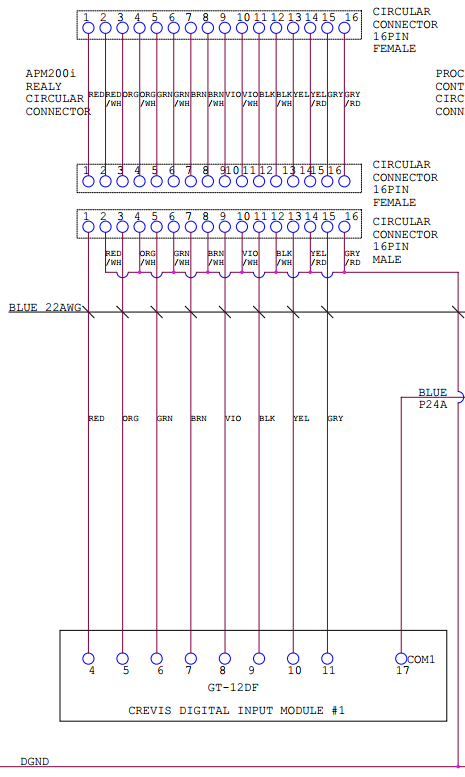 1 2 3 4 5 6 7 8 9 10 11 12 13 14 15 16
CIRCULAR
CONNECTOR
16PIN
FEMALE
APM200i
REALY
CIRCULAR
CONNECTOR
RED RED/WH ORG ORG/WH GRN GRN/WH BRN BRN/WH VIO VIO/WH BLK BLK/WH YEL YEL/RD GRY GRY/RD
PROC
CONT
CIRC
CONN
1 2 3 4 5 6 7 8 9 10 11 12 13 14 15 16
CIRCULAR
CONNECTOR
16PIN
FEMALE
1 2 3 4 5 6 7 8 9 10 11 12 13 14 15 16
CIRCULAR
CONNECTOR
16PIN
MALE
RED/WH ORG/WH GRN/WH BRN/WH VIO/WH BLK/WH YEL/RD GRY/RD
BLUE 22AWG
BLUE
P24A
RED ORG GRN BRN VIO BLK YEL GRY
COM1
4 5 6 7 8 9 10 11 17
GT-12DF
CREVIS DIGITAL INPUT MODULE #1
DGND